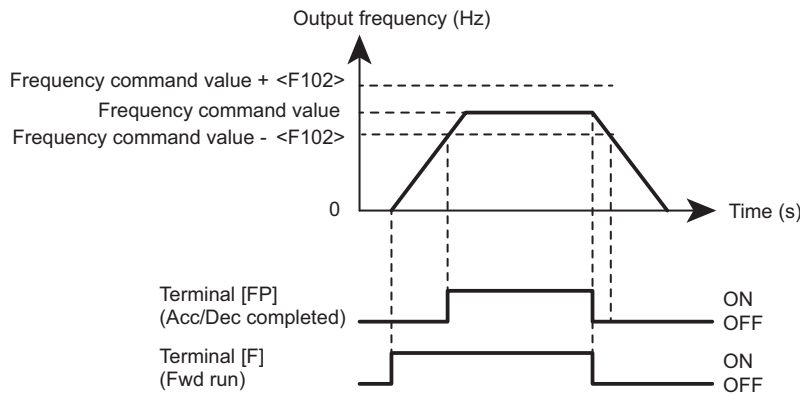 Output frequency (Hz)
Frequency command value + <F102>
Frequency command value
Frequency command value - <F102>
0
Time (s)
Terminal [FP]
(Acc/Dec completed)
ON
OFF
Terminal [F]
(Fwd run)
ON
OFF